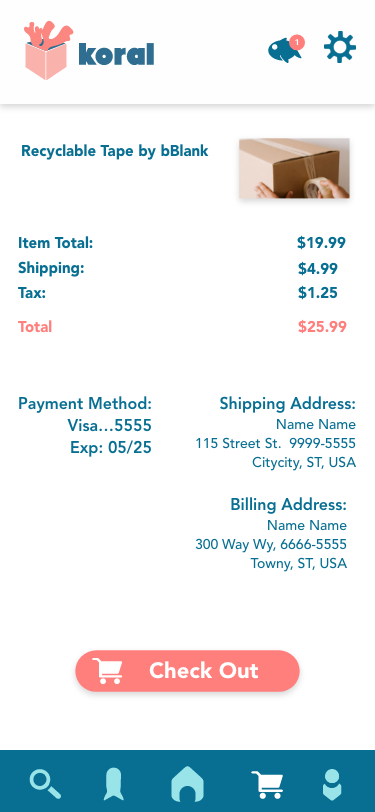 koral
1
Recyclable Tape by bBlank
Item Total: $19.99
Shipping: $4.99
Tax: $1.25
Total $25.99
Payment Method:
Visa...5555
Exp: 05/25
Shipping Address:
Name Name
115 Street St.  9999-5555
Citycity, ST, USA
Billing Address:
Name Name
300 Way Wy, 6666-5555
Towny, ST, USA
Check Out